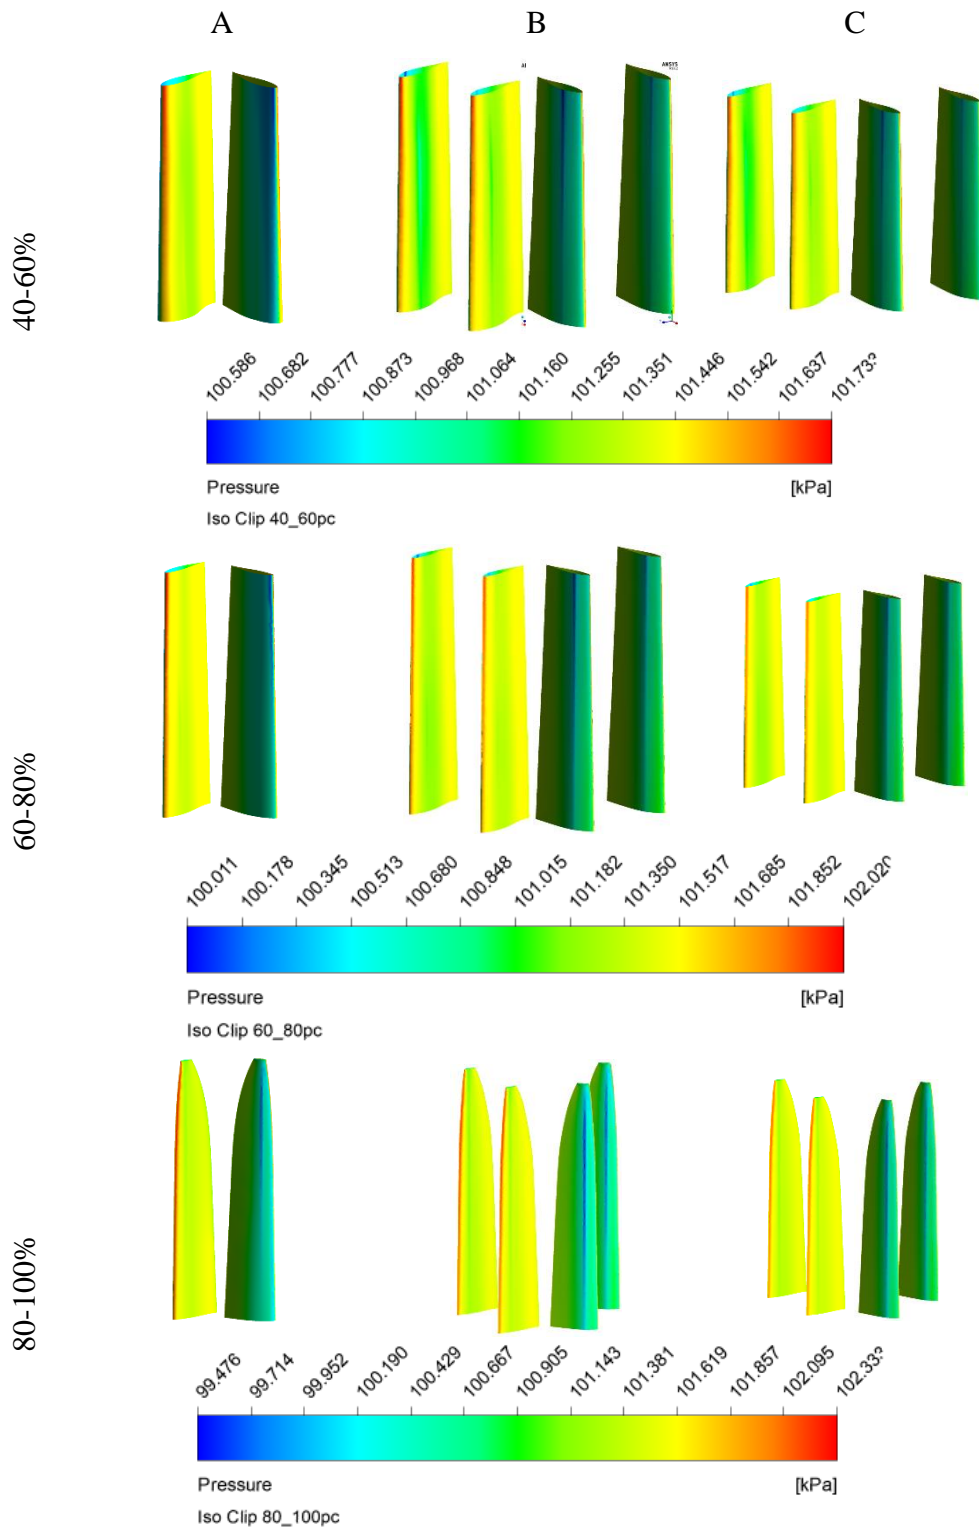 A B C
ANSYS
40-60%
100.586 100.682 100.777 100.873 100.968 101.064 101.160 101.255 101.351 101.446 101.542 101.637
Pressure [kPa]
Iso Clip 40_60pc
60-80%
100.011 100.178 100.345 100.513 100.680 100.848 101.015 101.182 101.350 101.517 101.685 101.852
Pressure [kPa]
Iso Clip 60_80pc
80-100%
99.476 99.714 99.952 100.190 100.429 100.667 100.905 101.143 101.381 101.619 101.857 102.095
Pressure [kPa]
Iso Clip 80_100pc